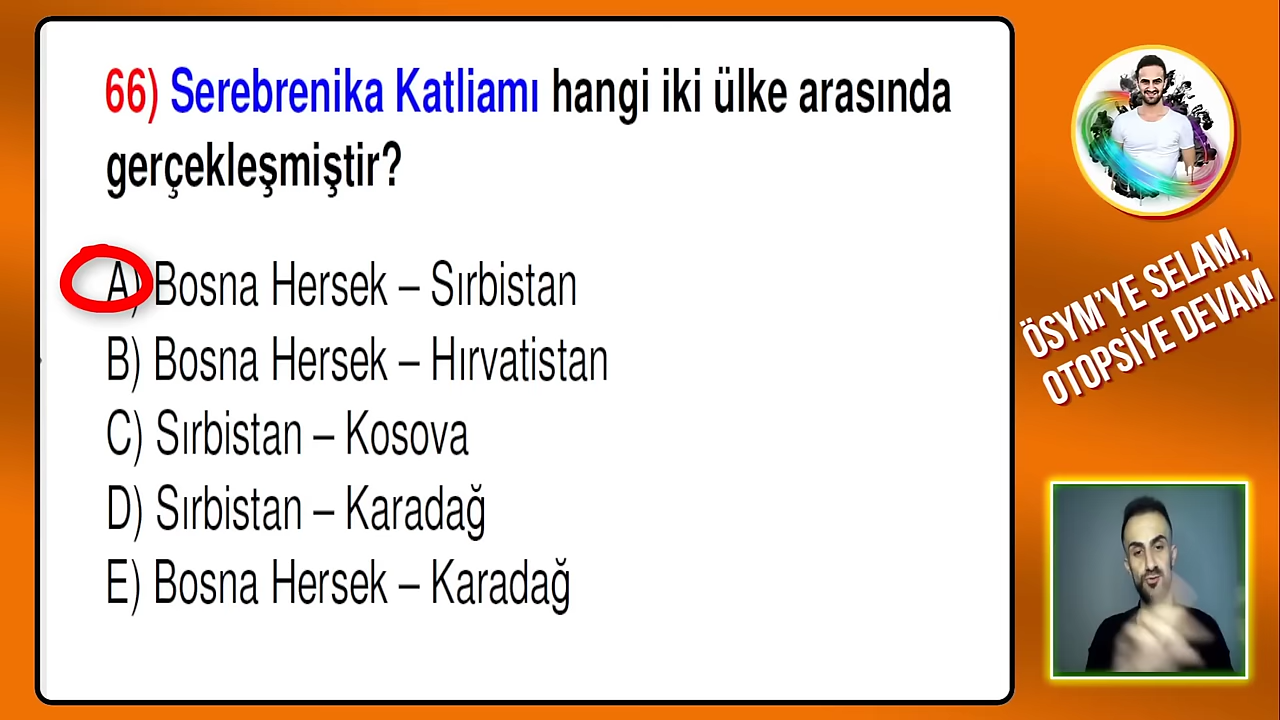 66) Serebrenika Katliamı hangi iki ülke arasında
gerçekleşmiştir?
A) Bosna Hersek – Sırbistan
B) Bosna Hersek – Hırvatistan
C) Sırbistan – Kosova
D) Sırbistan – Karadağ
E) Bosna Hersek – Karadağ
ÖSYM'YE SELAM,
OTOPSİYE DEVAM